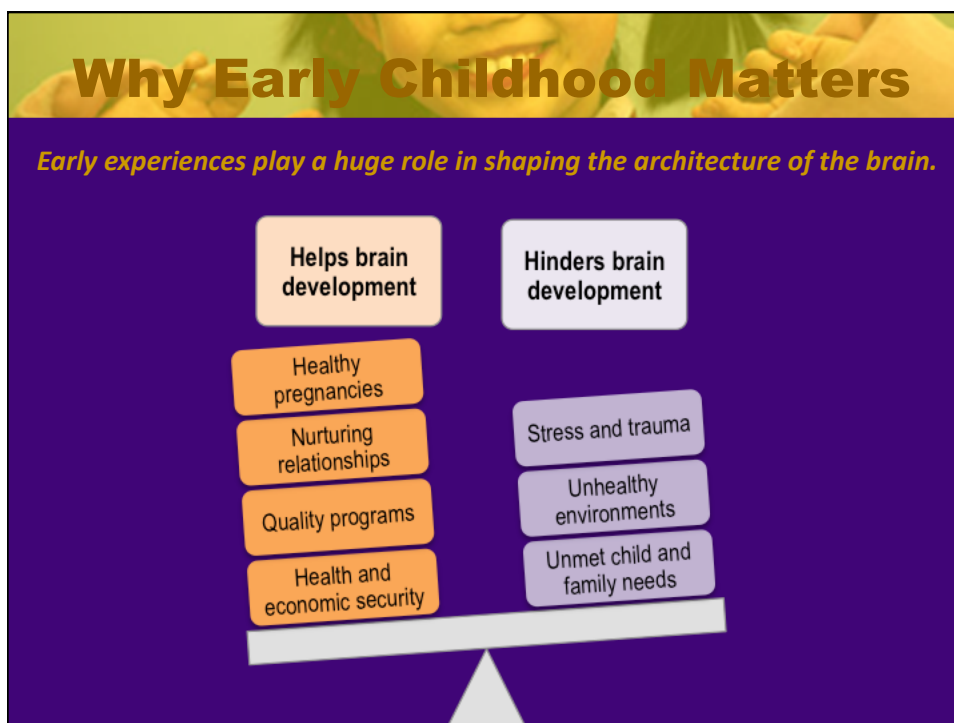 Why Early Childhood Matters
Early experiences play a huge role in shaping the architecture of the brain.
Helps brain
development
Hinders brain
development
Healthy
pregnancies
Nurturing
relationships
Quality programs
Health and
economic security
Stress and trauma
Unhealthy
environments
Unmet child and
family needs